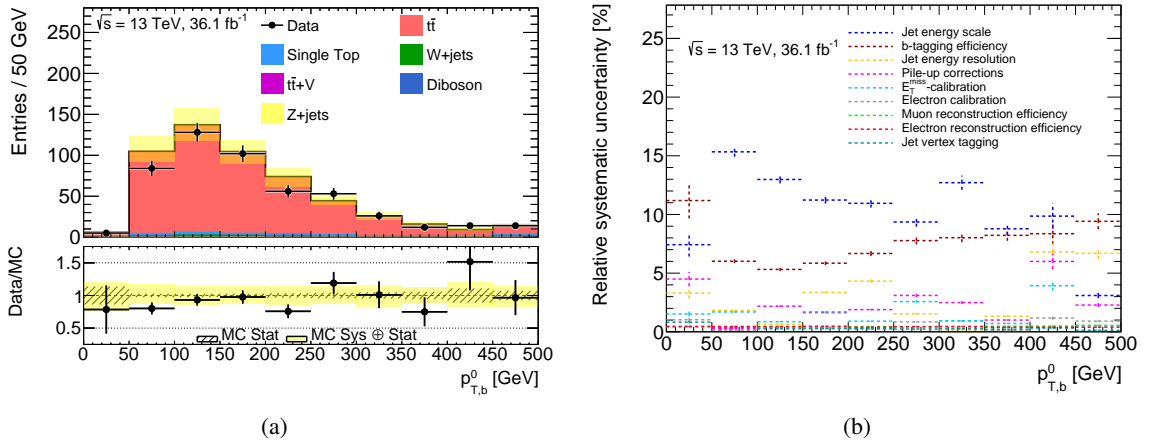 √s = 13 TeV, 36.1 fb⁻¹
Data
tt̄
Single Top
W+jets
tt̄+V
Diboson
Z+jets
Entries / 50 GeV
250
200
150
100
50
0
Data/MC
1.5
1
0.5
MC Stat
MC Sys ⊕ Stat
0 50 100 150 200 250 300 350 400 450 500
p⁰_T,b [GeV]
(a)
Relative systematic uncertainty [%]
25
20
15
10
5
0
√s = 13 TeV, 36.1 fb⁻¹
Jet energy scale
b-tagging efficiency
Jet energy resolution
Pile-up corrections
E_T^miss-calibration
Electron calibration
Muon reconstruction efficiency
Electron reconstruction efficiency
Jet vertex tagging
0 50 100 150 200 250 300 350 400 450 500
p⁰_T,b [GeV]
(b)